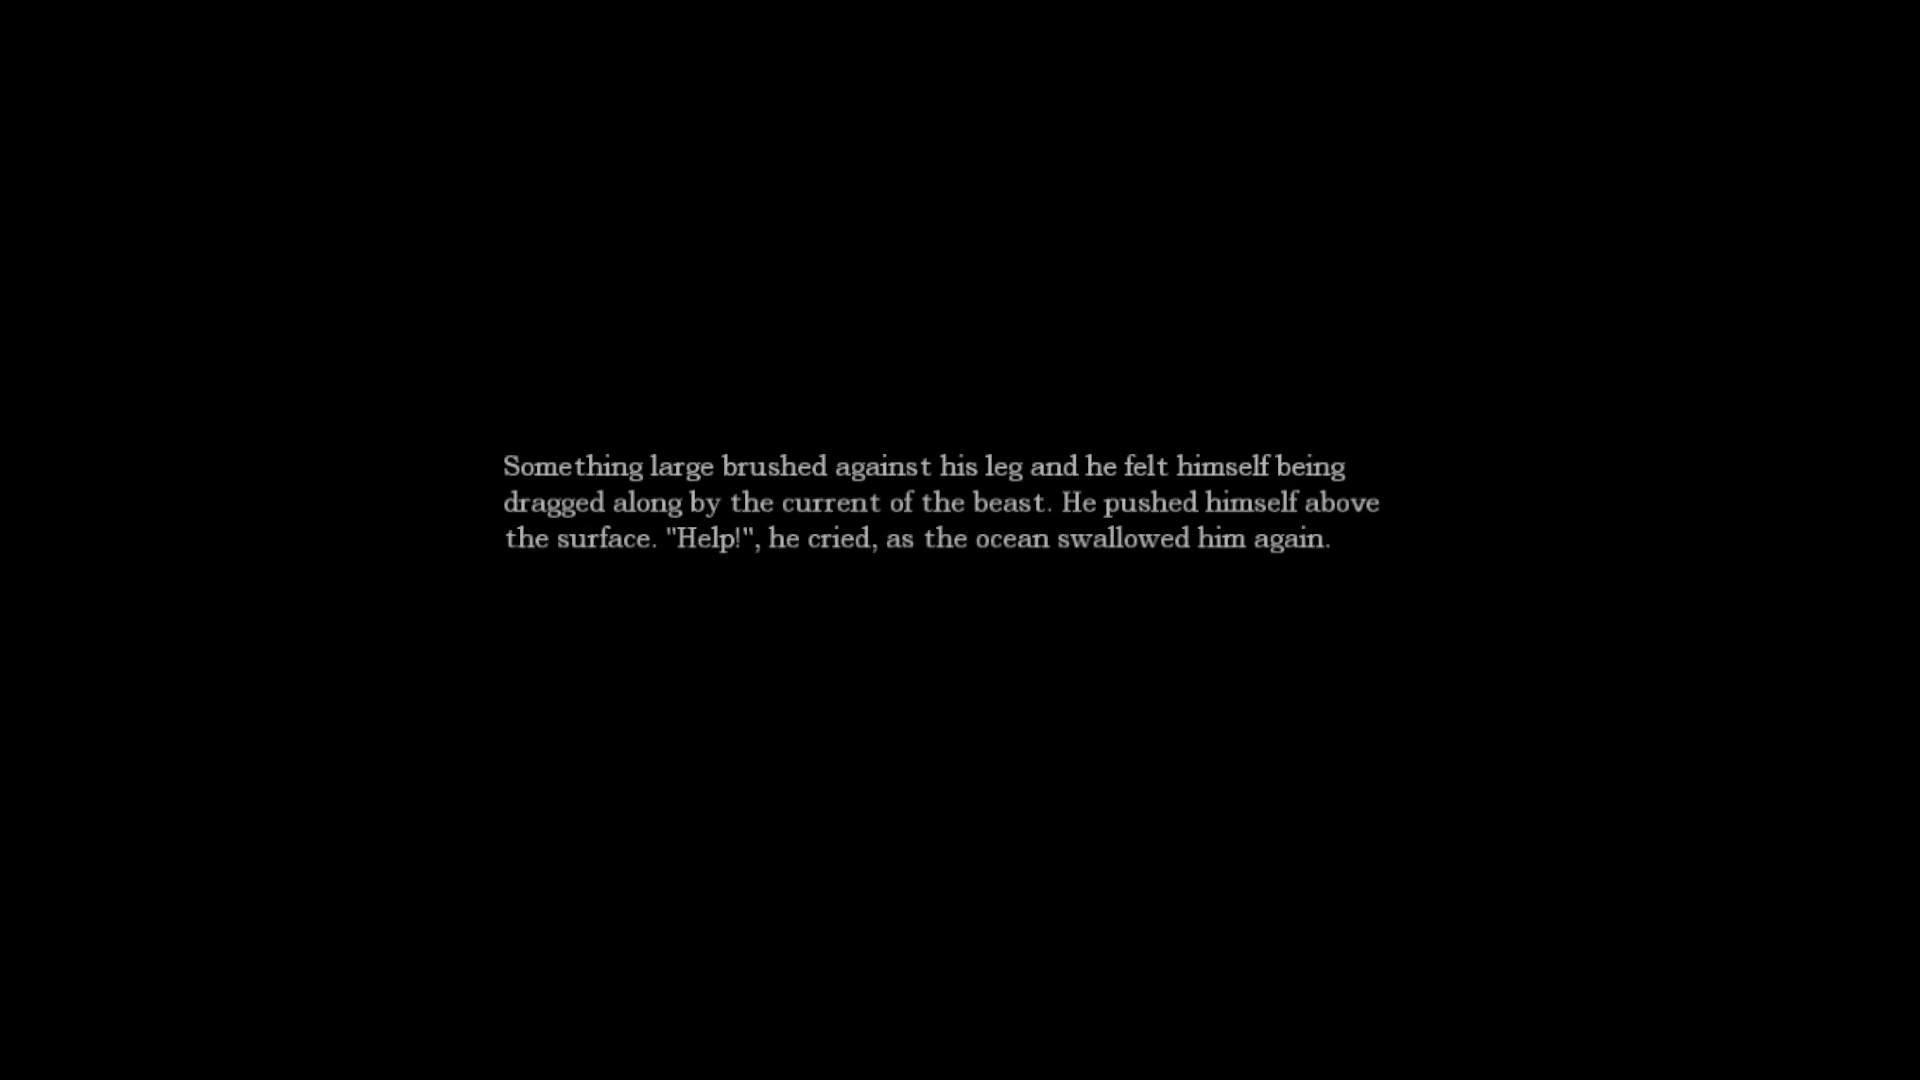 Something large brushed against his leg and he felt himself being
dragged along by the current of the beast. He pushed himself above
the surface. "Help!", he cried, as the ocean swallowed him again.